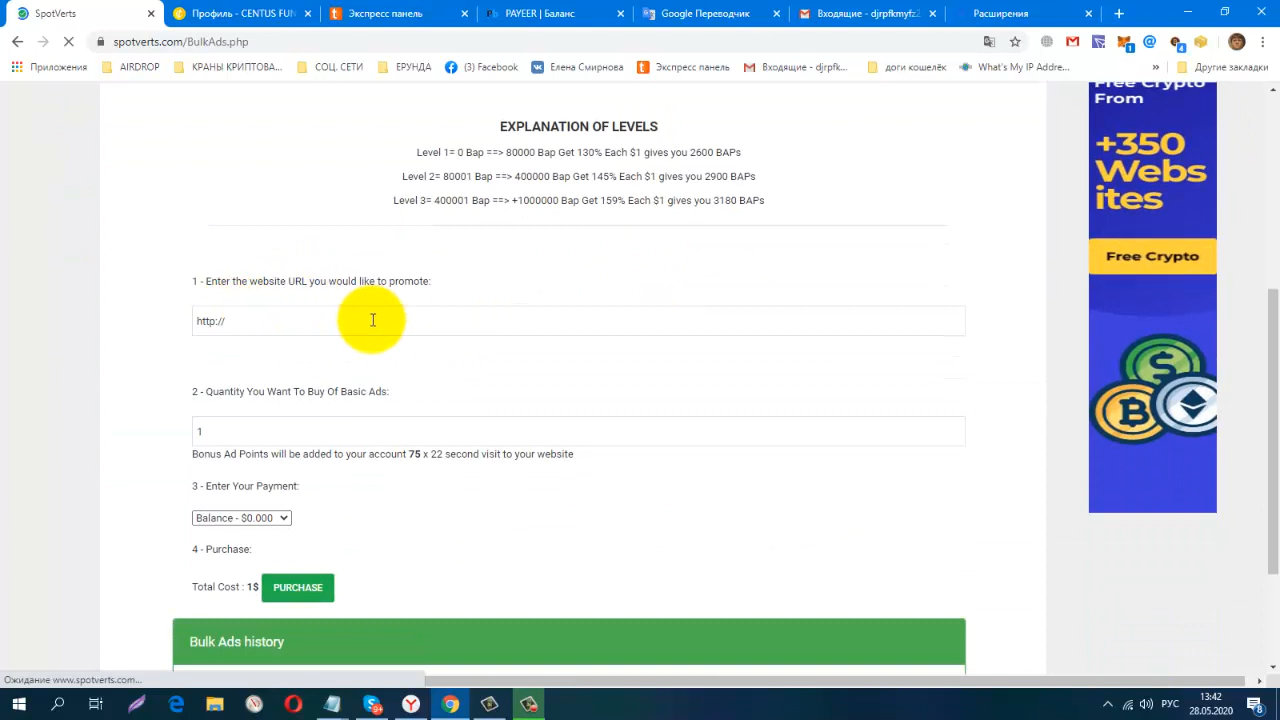 SpotVerts
Профиль - CENTUS FUN
Экспресс панель
PAYEER | Баланс
Google Переводчик
Входящие - djrpfkmyfz2
Расширения
spotverts.com/BulkAds.php
Приложения
AIRDROP
КРАНЫ КРИПТОВА...
СОЦ. СЕТИ
ЕРУНДА
(3) Facebook
Елена Смирнова
Экспресс панель
Входящие - djrpfk...
доги кошелёк
What's My IP Addre...
»
Другие закладки
EXPLANATION OF LEVELS
Level 1= 0 Bap ==> 80000 Bap Get 130% Each $1 gives you 2600 BAPs
Level 2= 80001 Bap ==> 400000 Bap Get 145% Each $1 gives you 2900 BAPs
Level 3= 400001 Bap ==> +1000000 Bap Get 159% Each $1 gives you 3180 BAPs
1 - Enter the website URL you would like to promote:
http://
2 - Quantity You Want To Buy Of Basic Ads:
1
Bonus Ad Points will be added to your account 75 x 22 second visit to your website
3 - Enter Your Payment:
Balance - $0.000
4 - Purchase:
Total Cost : 1$ PURCHASE
Bulk Ads history
Free Crypto
From
+350
Webs
ites
Free Crypto
Ожидание www.spotverts.com...
РУС
13:42
28.05.2020